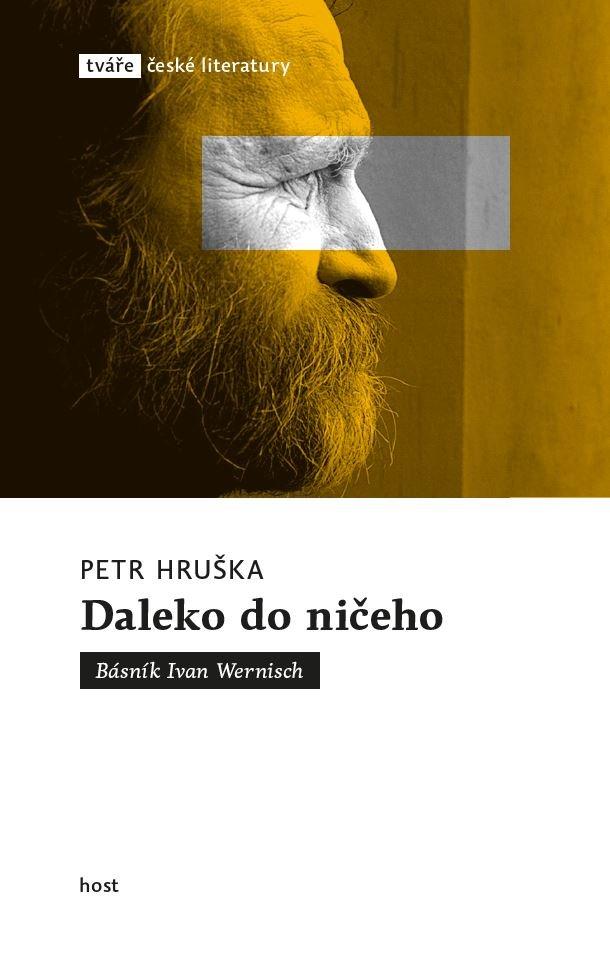 tváře české literatury
PETR HRUŠKA
Daleko do ničeho
Básník Ivan Wernisch
host